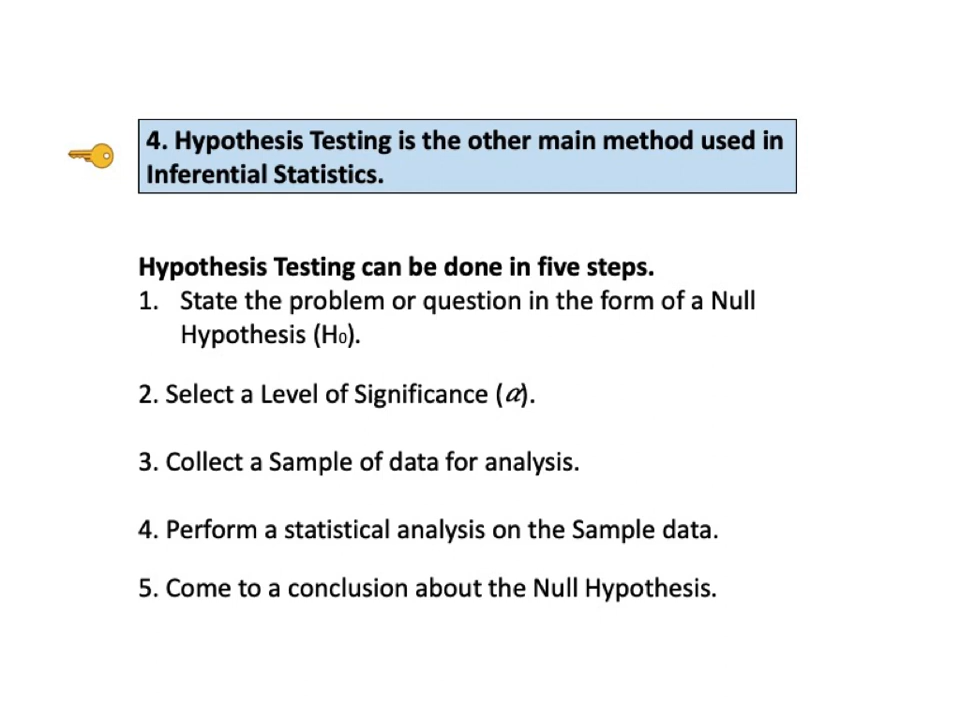 4. Hypothesis Testing is the other main method used in
Inferential Statistics.
Hypothesis Testing can be done in five steps.
1. State the problem or question in the form of a Null
Hypothesis (H₀).
2. Select a Level of Significance (α).
3. Collect a Sample of data for analysis.
4. Perform a statistical analysis on the Sample data.
5. Come to a conclusion about the Null Hypothesis.